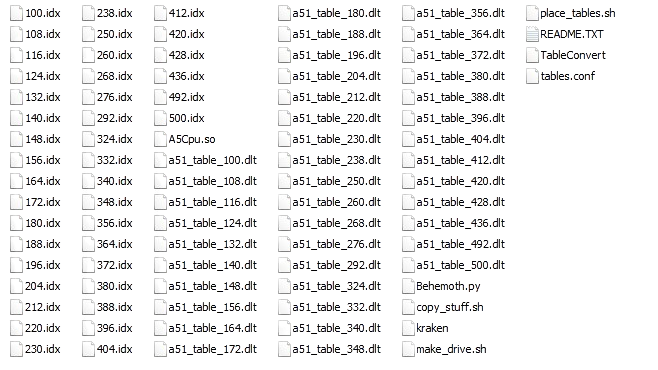 100.idx
108.idx
116.idx
124.idx
132.idx
140.idx
148.idx
156.idx
164.idx
172.idx
180.idx
188.idx
196.idx
204.idx
212.idx
220.idx
230.idx
238.idx
250.idx
260.idx
268.idx
276.idx
292.idx
324.idx
332.idx
340.idx
348.idx
356.idx
364.idx
372.idx
380.idx
388.idx
396.idx
404.idx
412.idx
420.idx
428.idx
436.idx
492.idx
500.idx
A5Cpu.so
a51_table_100.dlt
a51_table_108.dlt
a51_table_116.dlt
a51_table_124.dlt
a51_table_132.dlt
a51_table_140.dlt
a51_table_148.dlt
a51_table_156.dlt
a51_table_164.dlt
a51_table_172.dlt
a51_table_180.dlt
a51_table_188.dlt
a51_table_196.dlt
a51_table_204.dlt
a51_table_212.dlt
a51_table_220.dlt
a51_table_230.dlt
a51_table_238.dlt
a51_table_250.dlt
a51_table_260.dlt
a51_table_268.dlt
a51_table_276.dlt
a51_table_292.dlt
a51_table_324.dlt
a51_table_332.dlt
a51_table_340.dlt
a51_table_348.dlt
a51_table_356.dlt
a51_table_364.dlt
a51_table_372.dlt
a51_table_380.dlt
a51_table_388.dlt
a51_table_396.dlt
a51_table_404.dlt
a51_table_412.dlt
a51_table_420.dlt
a51_table_428.dlt
a51_table_436.dlt
a51_table_492.dlt
a51_table_500.dlt
Behemoth.py
copy_stuff.sh
kraken
make_drive.sh
place_tables.sh
README.TXT
TableConvert
tables.conf